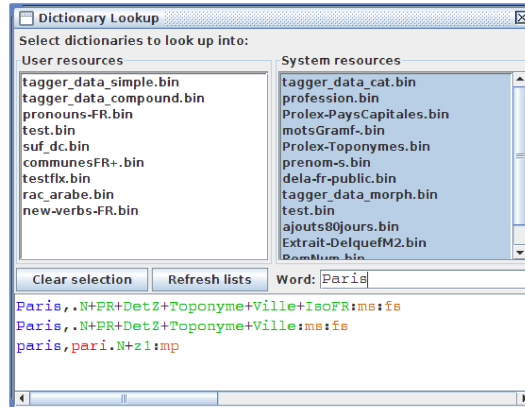 Dictionary Lookup
Select dictionaries to look up into:
User resources
tagger_data_simple.bin
tagger_data_compound.bin
pronouns-FR.bin
test.bin
suf_dc.bin
communesFR+.bin
testflx.bin
rac_arabe.bin
new-verbs-FR.bin
System resources
tagger_data_cat.bin
profession.bin
Prolex-PaysCapitales.bin
motsGramf-.bin
Prolex-Toponymes.bin
prenom-s.bin
dela-fr-public.bin
tagger_data_morph.bin
test.bin
ajouts80jours.bin
Extrait-DelquefM2.bin
RomNum.bin
Clear selection Refresh lists Word: Paris
Paris,.N+PR+DetZ+Toponyme+Ville+IsoFR:ms:fs
Paris,.N+PR+DetZ+Toponyme+Ville:ms:fs
paris,pari.N+z1:mp